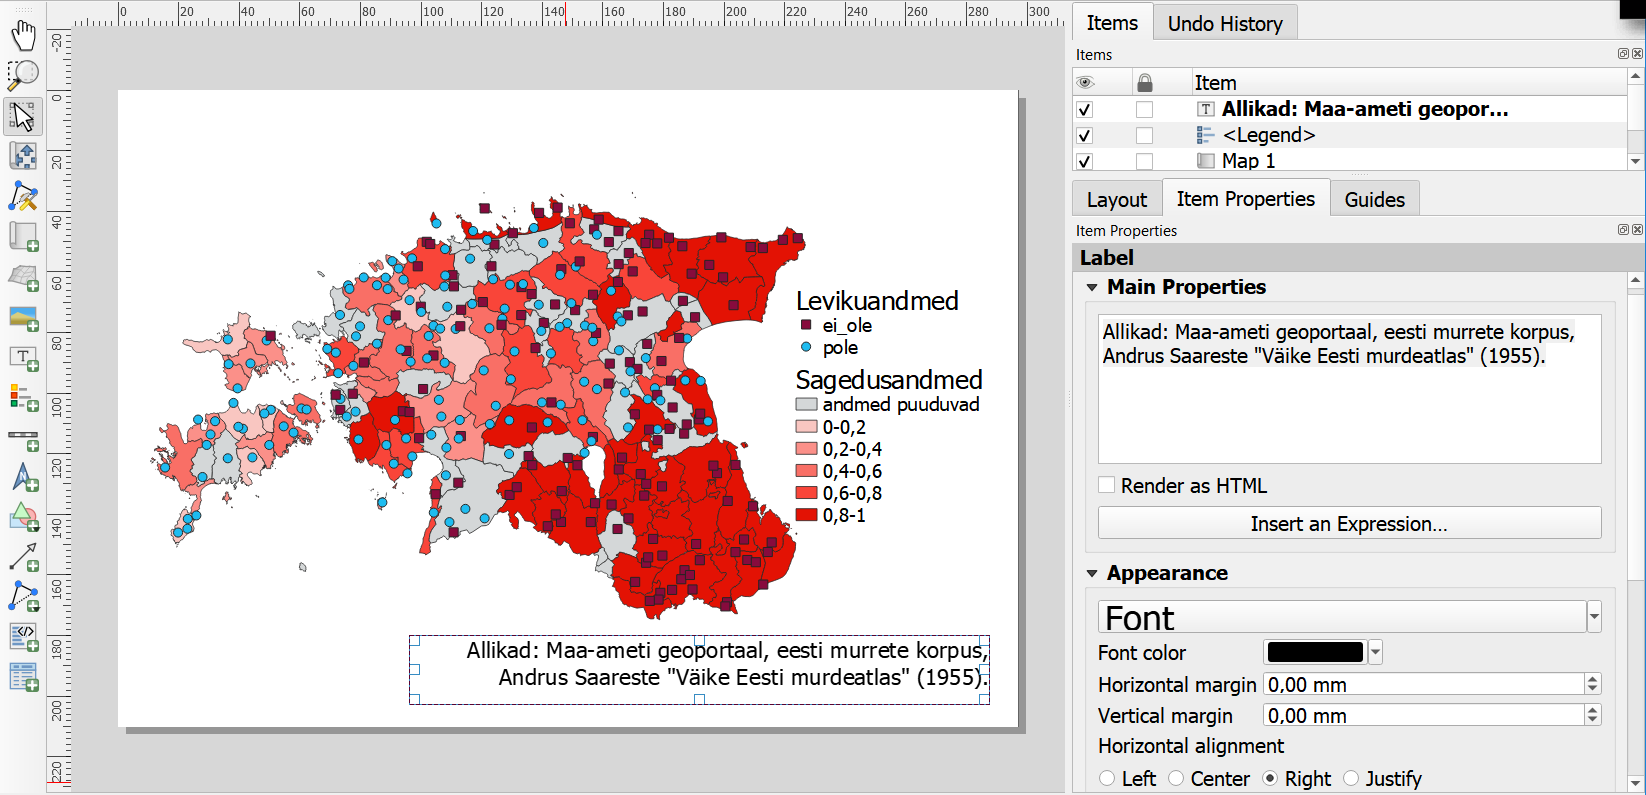 0 20 40 60 80 100 120 140 160 180 200 220 240 260 280 300
-20
0
20
40
60
80
100
120
140
160
180
200
220
Levikuandmed
ei_ole
pole
Sagedusandmed
andmed puuduvad
0-0,2
0,2-0,4
0,4-0,6
0,6-0,8
0,8-1
Allikad: Maa-ameti geoportaal, eesti murrete korpus,
Andrus Saareste "Väike Eesti murdeatlas" (1955).
Items Undo History
Items
Item
T Allikad: Maa-ameti geopor...
<Legend>
Map 1
Layout Item Properties Guides
Item Properties
Label
Main Properties
Allikad: Maa-ameti geoportaal, eesti murrete korpus,
Andrus Saareste "Väike Eesti murdeatlas" (1955).
Render as HTML
Insert an Expression...
Appearance
Font
Font color
Horizontal margin 0,00 mm
Vertical margin 0,00 mm
Horizontal alignment
Left Center Right Justify